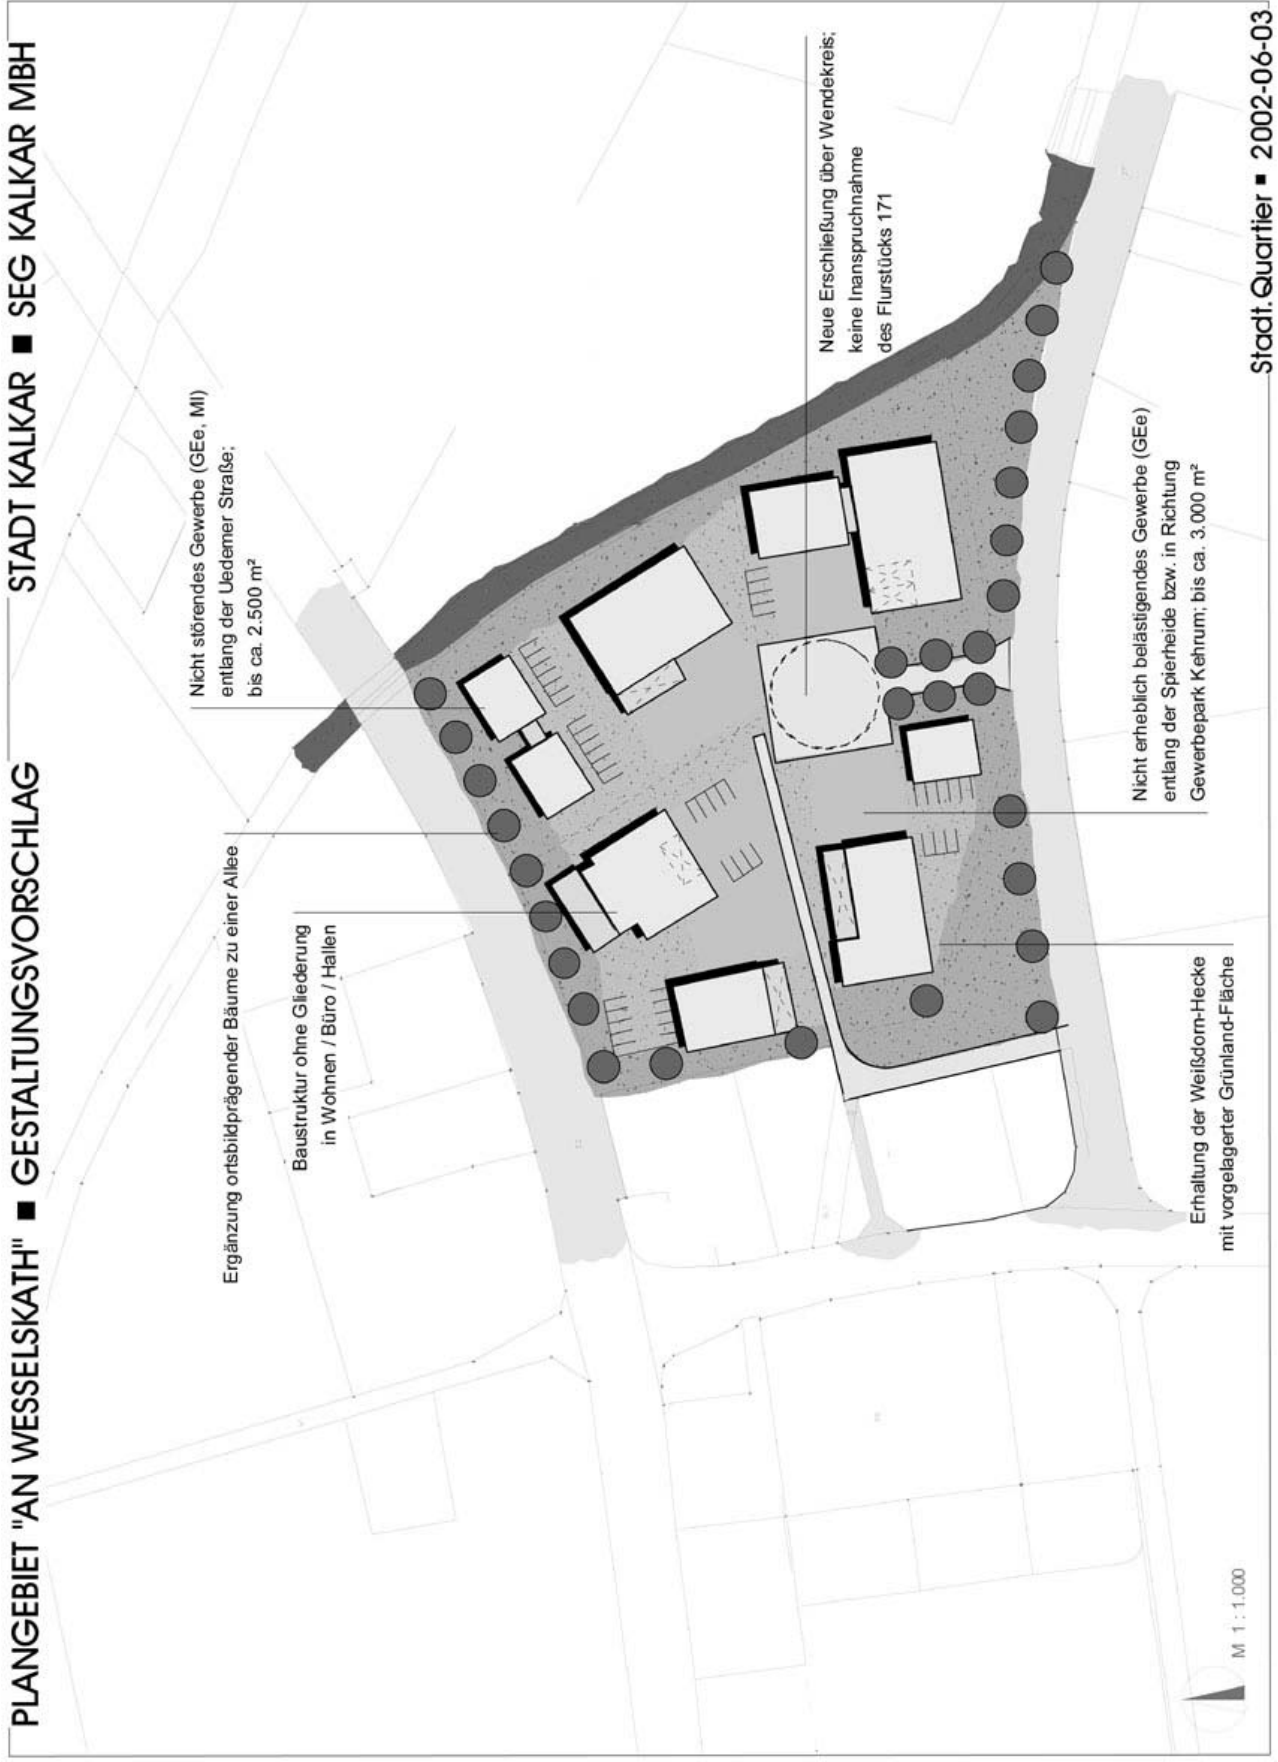 PLANGEBIET "AN WESSELSKATH" ■ GESTALTUNGSVORSCHLAG
STADT KALKAR ■ SEG KALKAR MBH
Nicht störendes Gewerbe (GEe, MI)
entlang der Uedemer Straße;
bis ca. 2.500 m²
Ergänzung ortsbildprägender Bäume zu einer Allee
Baustruktur ohne Gliederung
in Wohnen / Büro / Hallen
Neue Erschließung über Wendekreis;
keine Inanspruchnahme
des Flurstücks 171
Nicht erheblich belästigendes Gewerbe (GEe)
entlang der Spierheide bzw. in Richtung
Gewerbepark Kehrum; bis ca. 3.000 m²
Erhaltung der Weißdorn-Hecke
mit vorgelagerter Grünland-Fläche
M 1 : 1.000
Stadt.Quartier ■ 2002-06-03